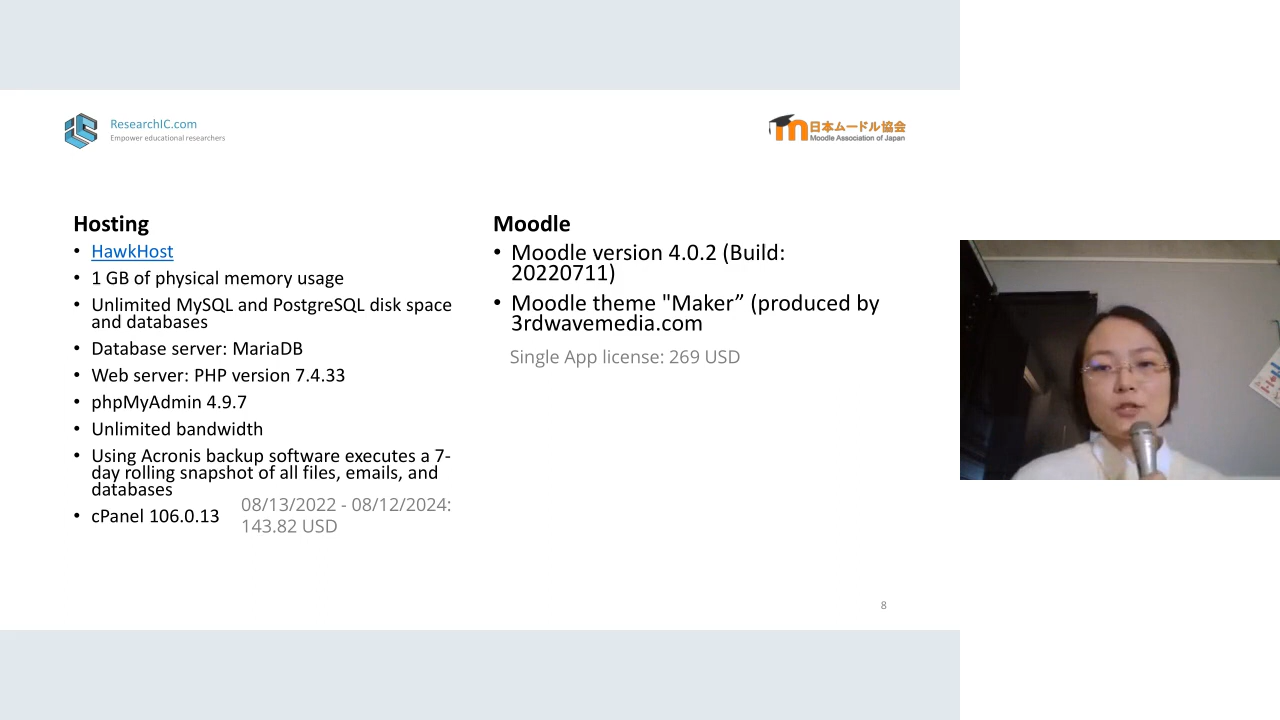 ResearchIC.com
Empower educational researchers
日本ムードル協会
Moodle Association of Japan
Hosting
• HawkHost
• 1 GB of physical memory usage
• Unlimited MySQL and PostgreSQL disk space
and databases
• Database server: MariaDB
• Web server: PHP version 7.4.33
• phpMyAdmin 4.9.7
• Unlimited bandwidth
• Using Acronis backup software executes a 7-
day rolling snapshot of all files, emails, and
databases
• cPanel 106.0.13
08/13/2022 - 08/12/2024:
143.82 USD
Moodle
• Moodle version 4.0.2 (Build:
20220711)
• Moodle theme "Maker” (produced by
3rdwavemedia.com
Single App license: 269 USD
8